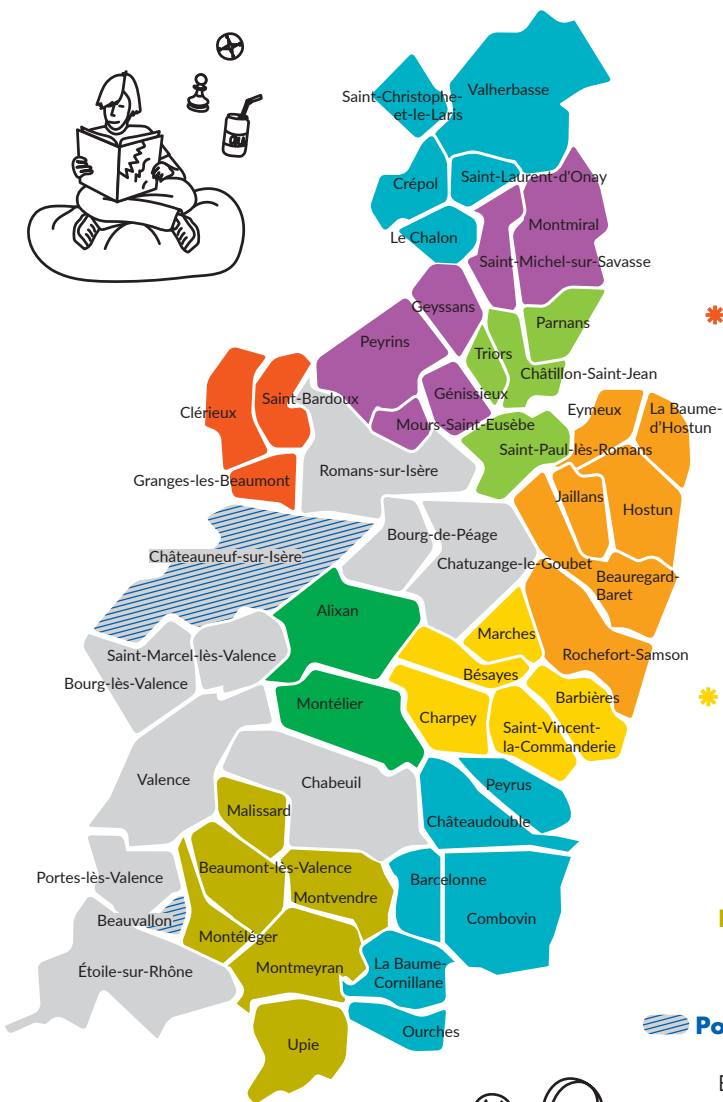 Saint-Christophe-
et-le-Laris
Valherbasse
Crépol
Saint-Laurent-d'Onay
Le Chalon
Montmiral
Saint-Michel-sur-Savasse
Geyssans
Parnans
Peyrins
Triors
Châtillon-Saint-Jean
Clérieux
Saint-Bardoux
Génissieux
Eymeux
La Baume-
d'Hostun
Mours-Saint-Eusèbe
Saint-Paul-lès-Romans
Granges-les-Beaumont
Romans-sur-Isère
Jaillans
Hostun
Bourg-de-Péage
Châteauneuf-sur-Isère
Chatuzange-le-Goubet
Beauregard-
Baret
Alixan
Marches
Saint-Marcel-lès-Valence
Rochefort-Samson
Bourg-lès-Valence
Bésayes
Barbières
Montélier
Charpey
Saint-Vincent-
la-Commanderie
Valence
Chabeuil
Peyrus
Malissard
Châteaudouble
Beaumont-lès-Valence
Portes-lès-Valence
Barcelonne
Montvendre
Beauvallon
Combovin
Montéléger
Étoile-sur-Rhône
Montmeyran
La Baume-
Cornillane
Po
Ourches
Upie